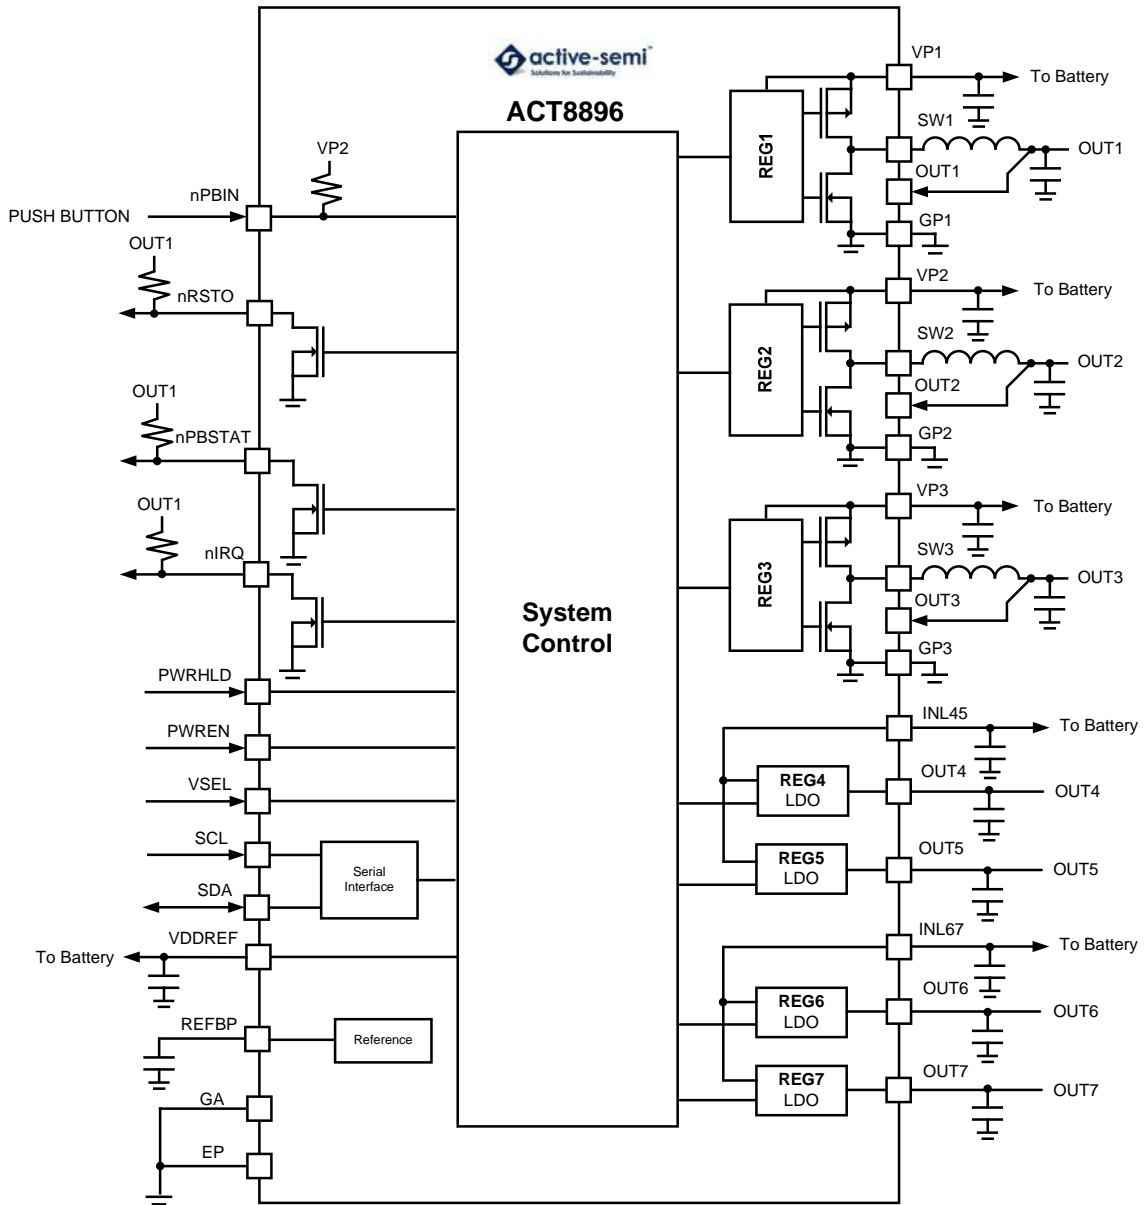 active-semi™
Solutions for Sustainability
ACT8896
VP2
nPBIN
PUSH BUTTON
OUT1
nRSTO
OUT1
nPBSTAT
OUT1
nIRQ
PWRHLD
PWREN
VSEL
SCL
SDA
Serial
Interface
VDDREF
To Battery
REFBP
Reference
GA
EP
System
Control
VP1
To Battery
REG1
SW1
OUT1
OUT1
GP1
VP2
To Battery
REG2
SW2
OUT2
OUT2
GP2
VP3
To Battery
REG3
SW3
OUT3
OUT3
GP3
INL45
To Battery
REG4
LDO
OUT4
OUT4
REG5
LDO
OUT5
OUT5
INL67
To Battery
REG6
LDO
OUT6
OUT6
REG7
LDO
OUT7
OUT7